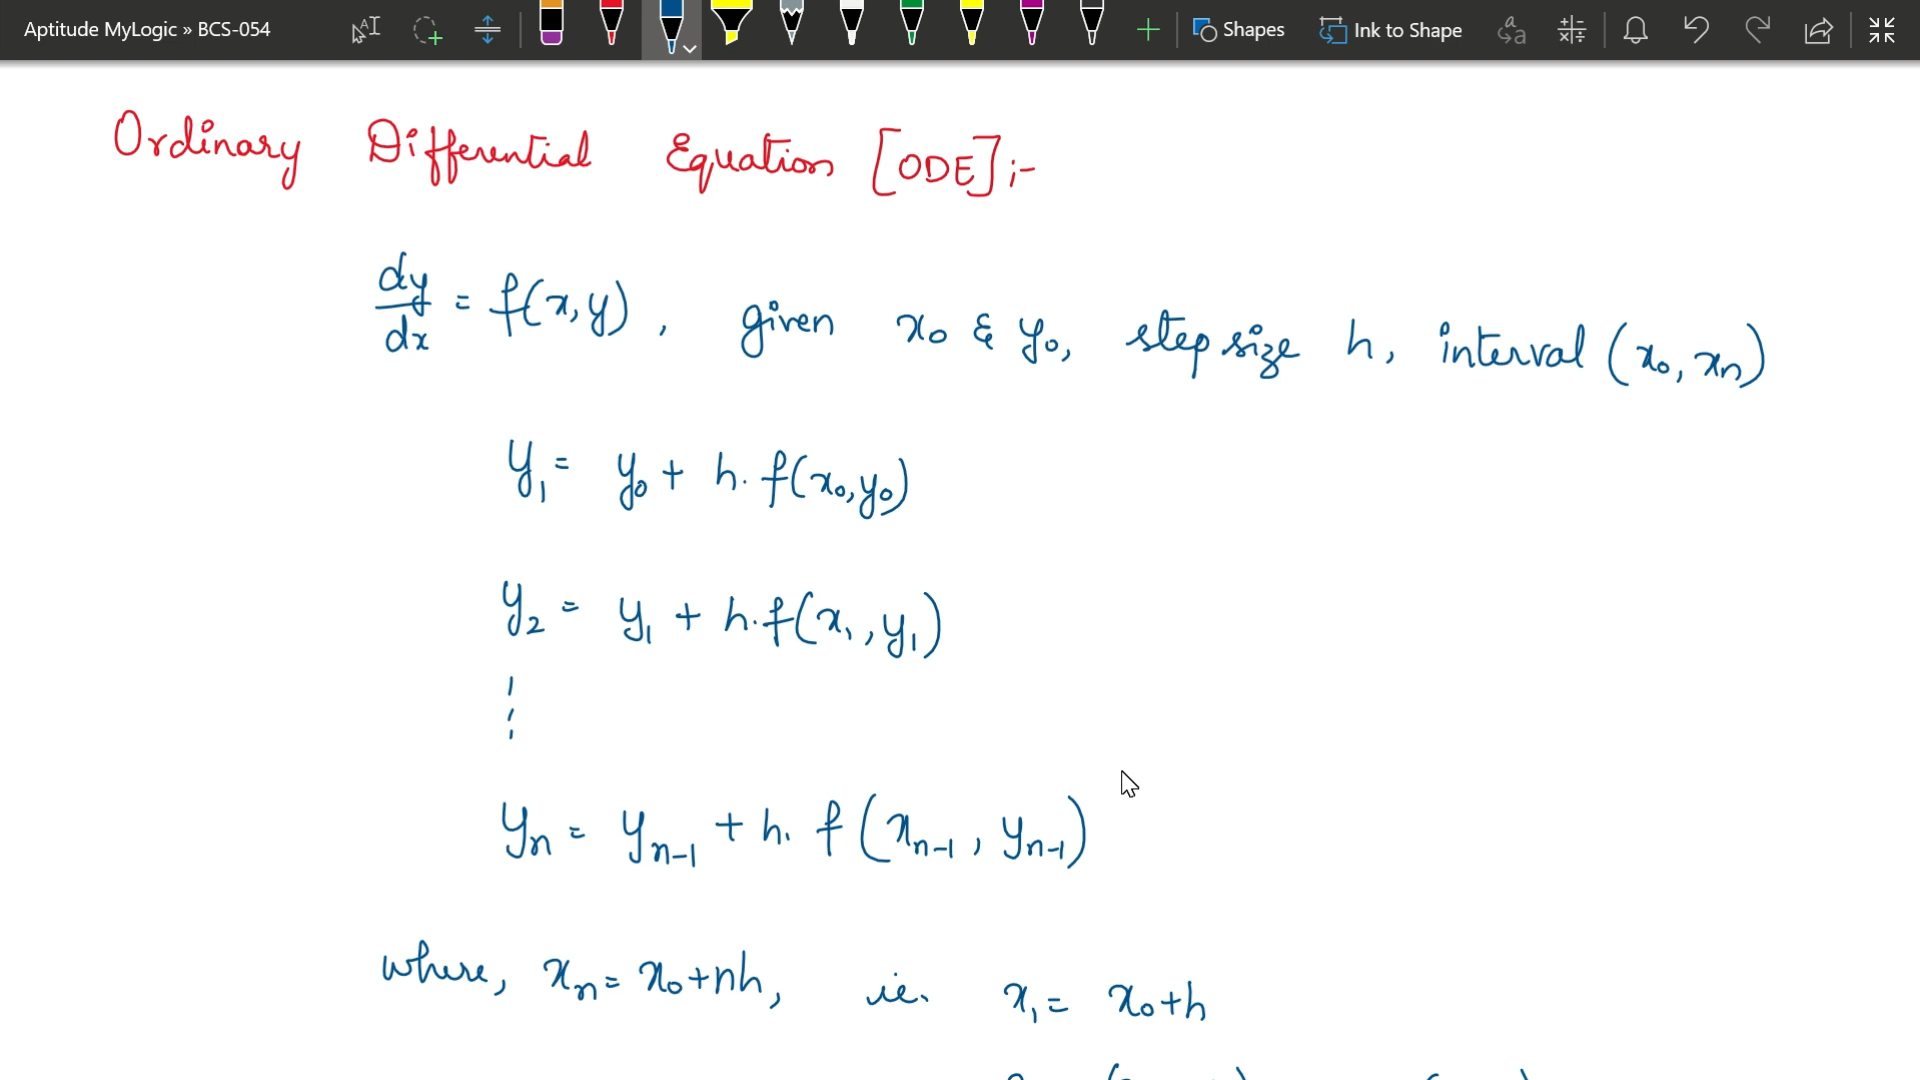 Aptitude MyLogic » BCS-054 Shapes Ink to Shape
Ordinary Differential Equation [ODE]:-
dy/dx = f(x,y), given x₀ & y₀, step size h, interval (x₀, xₙ)
y₁ = y₀ + h. f(x₀,y₀)
y₂ = y₁ + h.f(x₁,y₁)
yₙ = yₙ₋₁ + h. f(xₙ₋₁, yₙ₋₁)
where, xₙ = x₀+nh, ie. x₁ = x₀+h